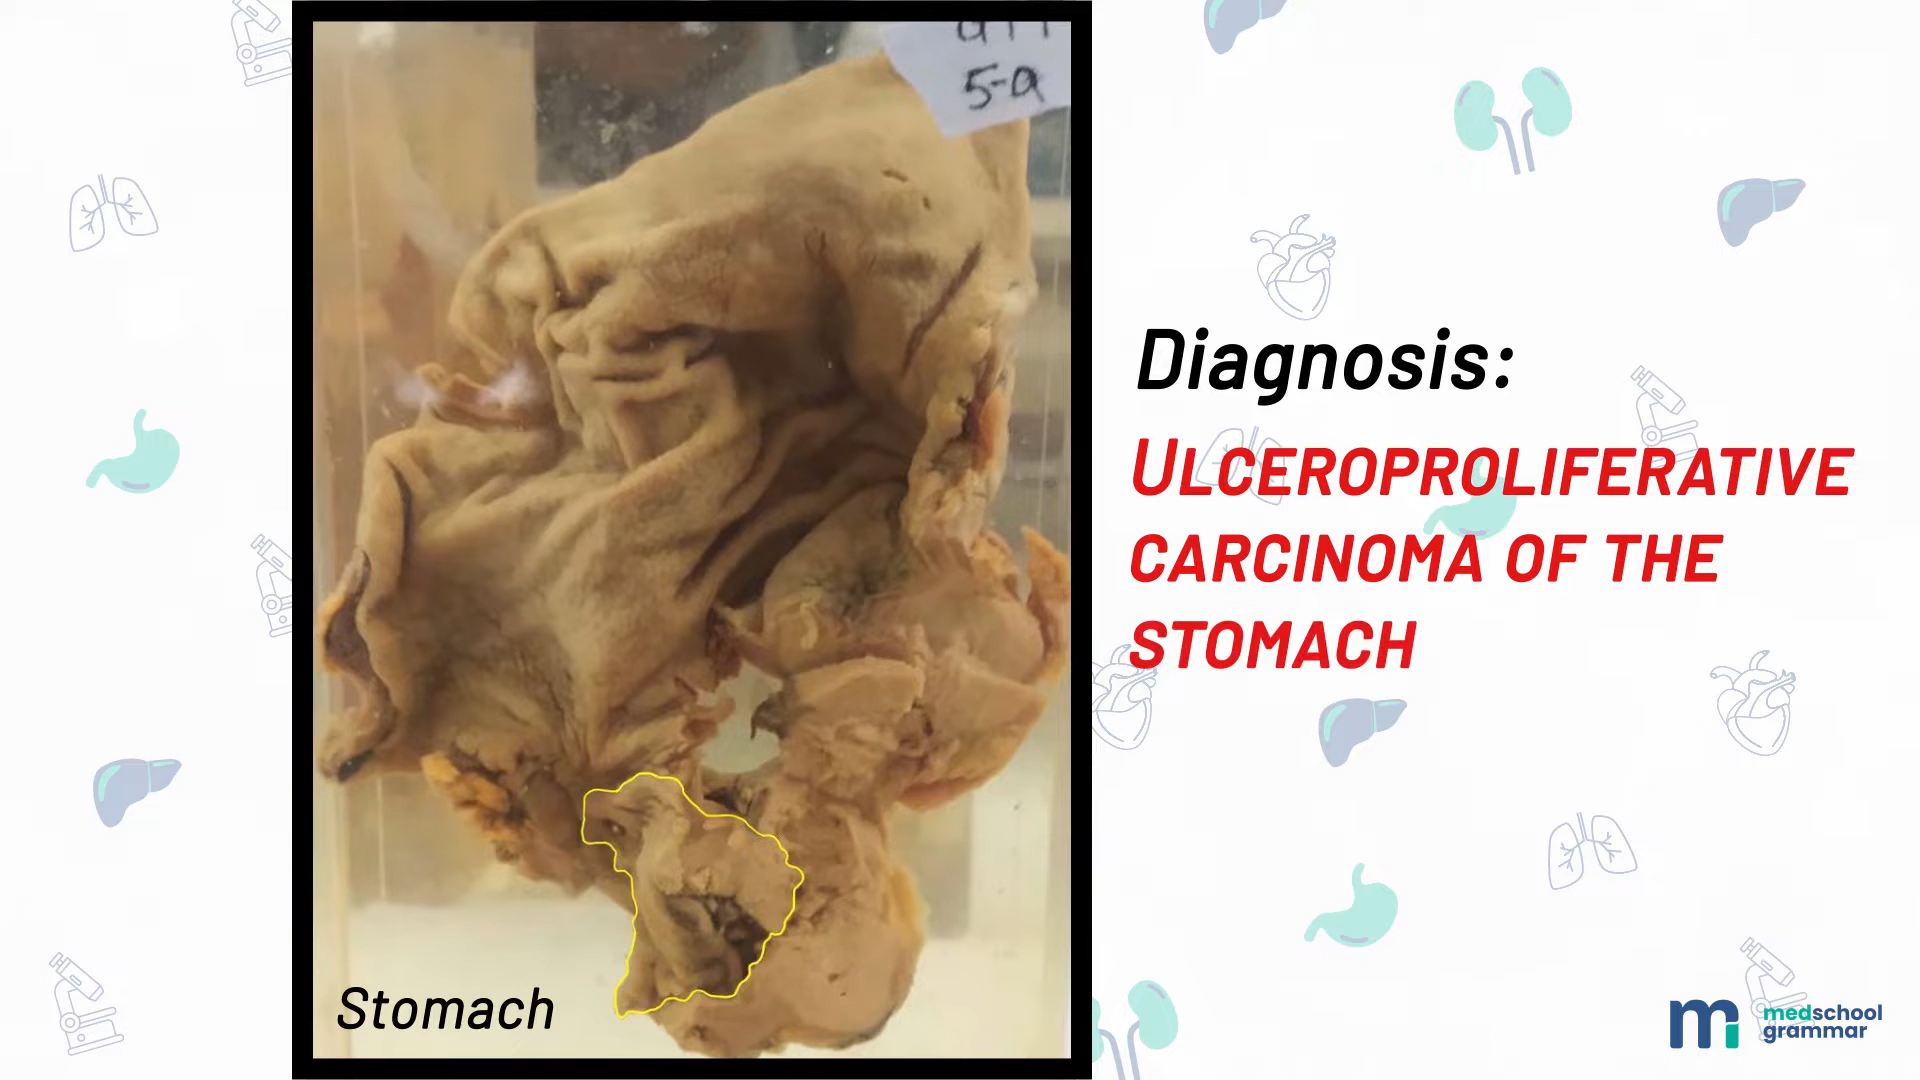 5-a
Diagnosis:
ULCEROPROLIFERATIVE
CARCINOMA OF THE
STOMACH
Stomach
medschool
grammar